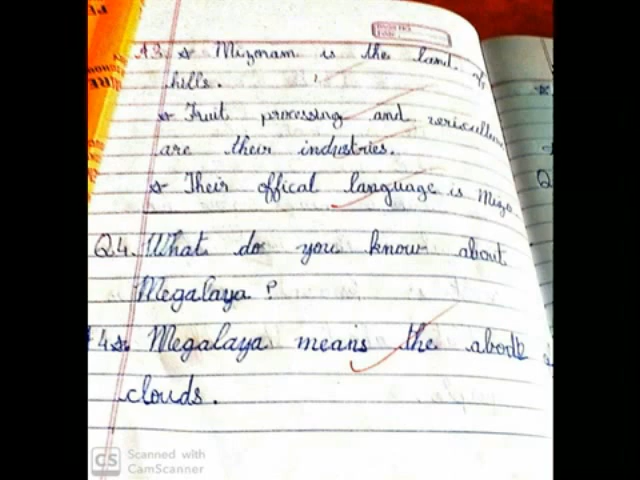 A3. ☆ Mizoram is the land of
hills.
☆ Fruit processing and sericulture
are their industries.
☆ Their offical language is Mizo
Q4. What do you know about
Megalaya ?
A4☆ Megalaya means the abode
clouds.
CS Scanned with
CamScanner